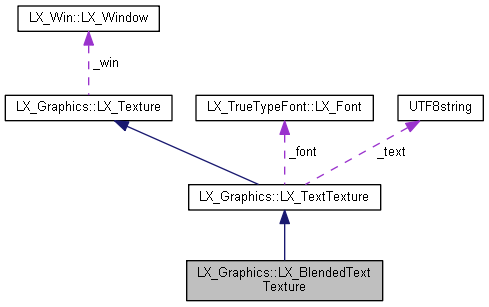 LX_Win::LX_Window
_win
LX_Graphics::LX_Texture
LX_TrueTypeFont::LX_Font
UTF8string
_font
_text
LX_Graphics::LX_TextTexture
LX_Graphics::LX_BlendedText
Texture